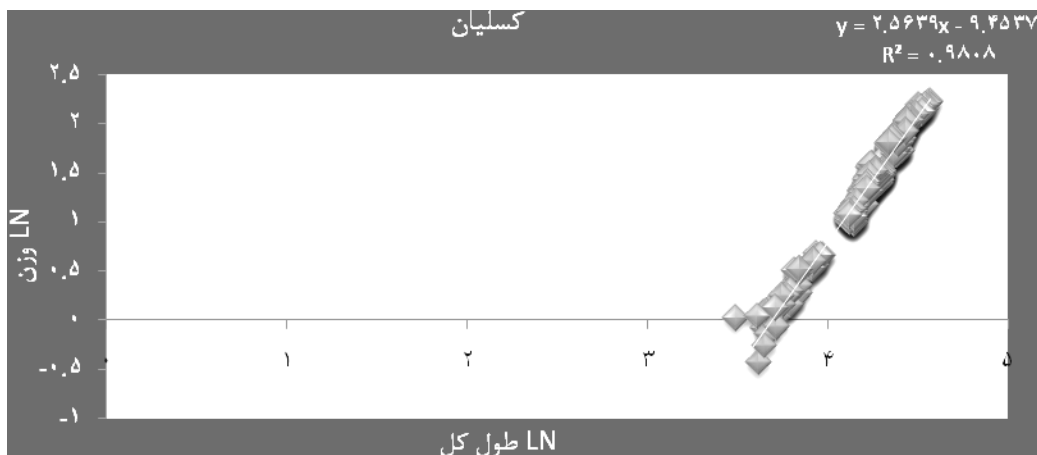 کسلیان
y = ۲.۵۶۳۹x - ۹.۴۵۳۷
R² = ۰.۹۸۰۸
۲.۵
۲
۱.۵
۱
۰.۵
۰
-۰.۵
-۱
LN وزن
۰ ۱ ۲ ۳ ۴ ۵
LN طول کل